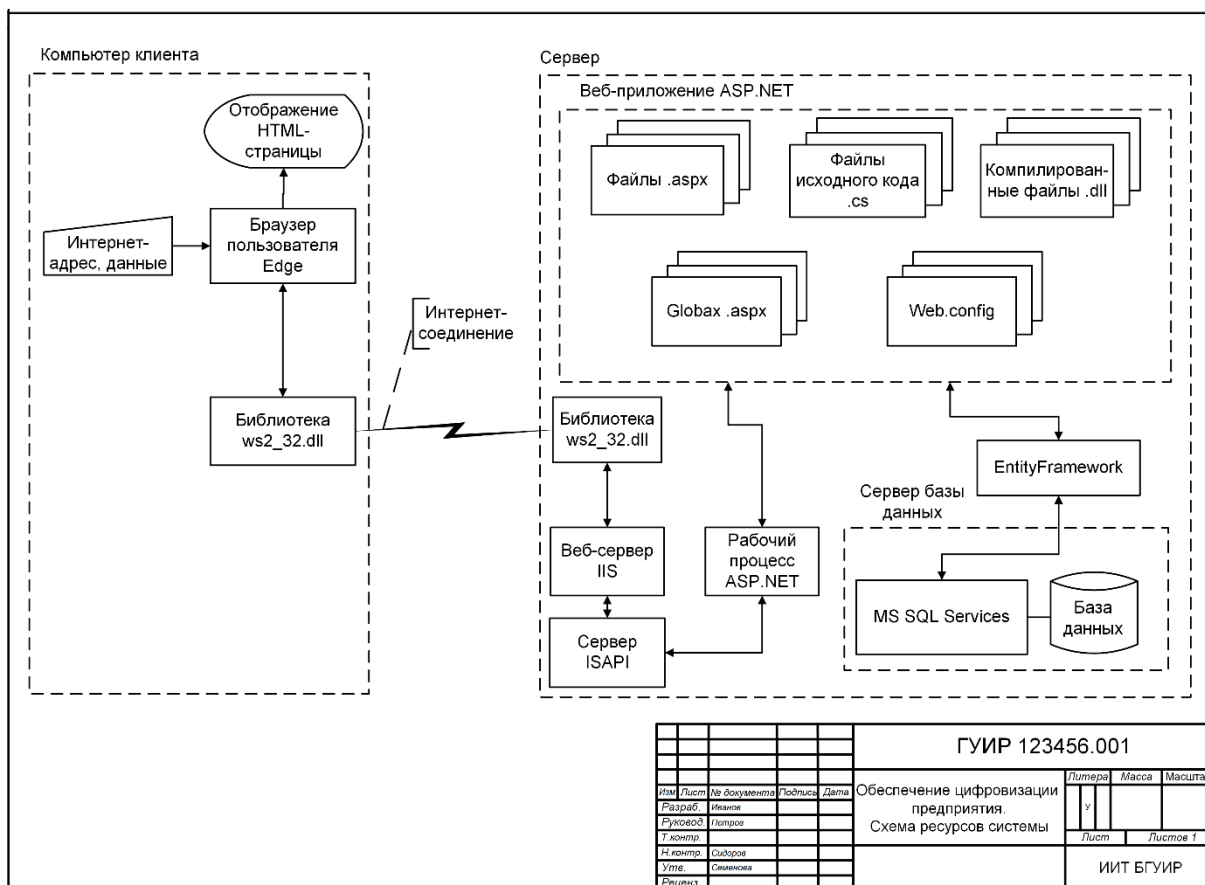 Компьютер клиента
Отображение
HTML-
страницы
Интернет-
адрес, данные
Браузер
пользователя
Edge
Интернет-
соединение
Библиотека
ws2_32.dll
Сервер
Веб-приложение ASP.NET
Файлы .aspx
Файлы
исходного кода
.cs
Компилирован-
ные файлы .dll
Globax .aspx
Web.config
Библиотека
ws2_32.dll
Веб-сервер
IIS
Сервер
ISAPI
Рабочий
процесс
ASP.NET
EntityFramework
Сервер базы
данных
MS SQL Services
База
данных
ГУИР 123456.001
Изм Лист № документа Подпись Дата
Разраб. Иванов
Руковод. Петров
Т.контр.
Н.контр. Сидоров
Утв. Семенова
Реценз
Обеспечение цифровизации
предприятия.
Схема ресурсов системы
Литера Масса Масшта
у
Лист Листов 1
ИИТ БГУИР